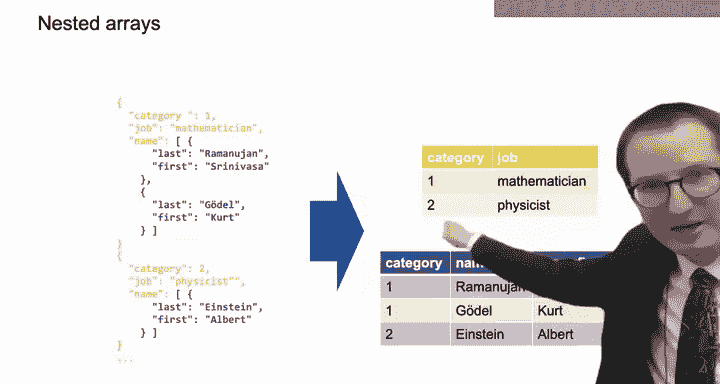 Nested arrays
{
"category ": 1,
"job": "mathematician",
"name": [ {
"last": "Ramanujan",
"first": "Srinivasa"
},
{
"last": "Gödel",
"first": "Kurt"
} ]
}
{
"category": 2,
"job": "physicist"",
"name": [ {
"last": "Einstein",
"first": "Albert"
} ]
}
...
category job
1 mathematician
2 physicist
category
1 Ramanujan
1 Gödel Kurt
2 Einstein Albert